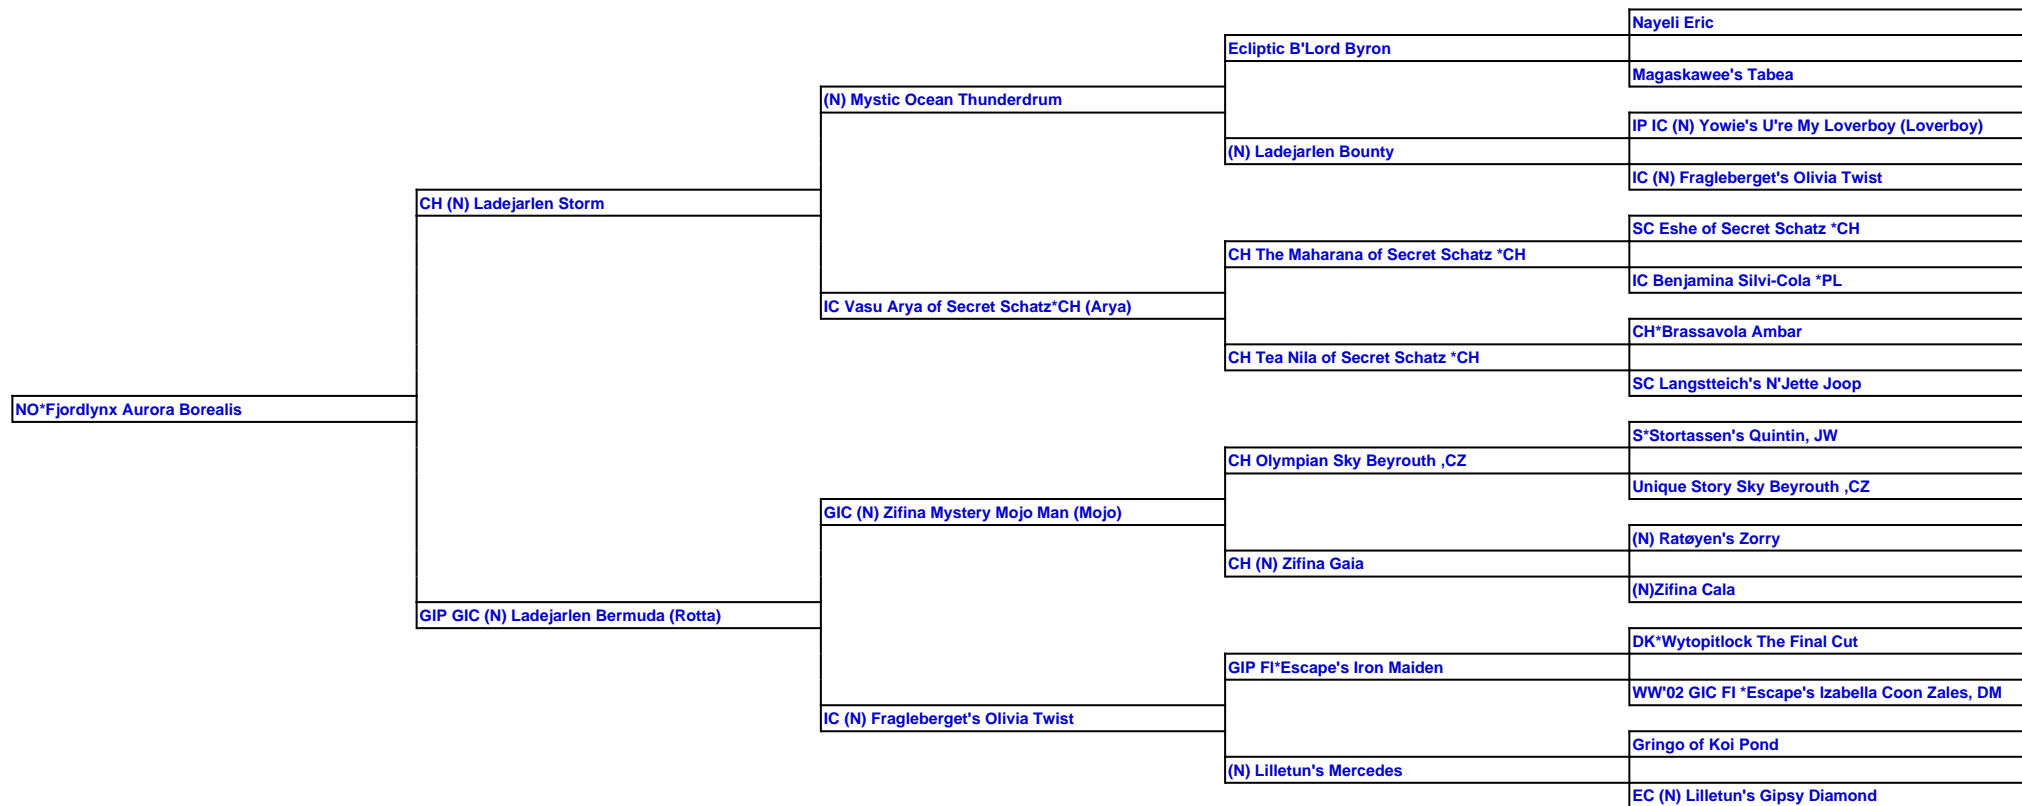 Nayeli Eric
Ecliptic B'Lord Byron
Magaskawee's Tabea
(N) Mystic Ocean Thunderdrum
IP IC (N) Yowie's U're My Loverboy (Loverboy)
(N) Ladejarlen Bounty
IC (N) Fragleberget's Olivia Twist
CH (N) Ladejarlen Storm
SC Eshe of Secret Schatz *CH
CH The Maharana of Secret Schatz *CH
IC Benjamina Silvi-Cola *PL
IC Vasu Arya of Secret Schatz*CH (Arya)
CH*Brassavola Ambar
CH Tea Nila of Secret Schatz *CH
SC Langstteich's N'Jette Joop
NO*Fjordlynx Aurora Borealis
S*Stortassen's Quintin, JW
CH Olympian Sky Beyrouth ,CZ
Unique Story Sky Beyrouth ,CZ
GIC (N) Zifina Mystery Mojo Man (Mojo)
(N) Ratøyen's Zorry
CH (N) Zifina Gaia
(N)Zifina Cala
GIP GIC (N) Ladejarlen Bermuda (Rotta)
DK*Wytopitlock The Final Cut
GIP FI*Escape's Iron Maiden
WW'02 GIC FI *Escape's Izabella Coon Zales, DM
IC (N) Fragleberget's Olivia Twist
Gringo of Koi Pond
(N) Lilletun's Mercedes
EC (N) Lilletun's Gipsy Diamond